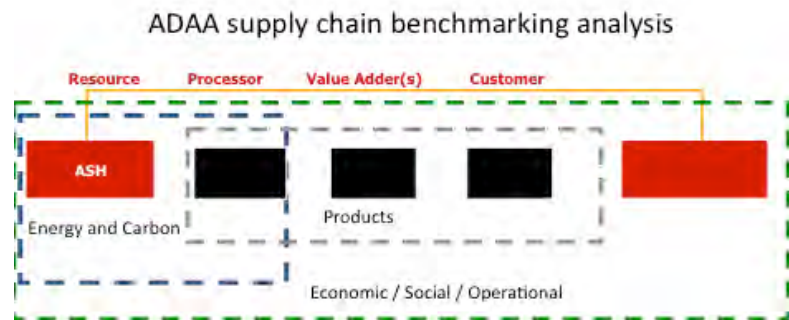 ADAA supply chain benchmarking analysis
Resource Processor Value Adder(s) Customer
ASH
Products
Energy and Carbon
Economic / Social / Operational